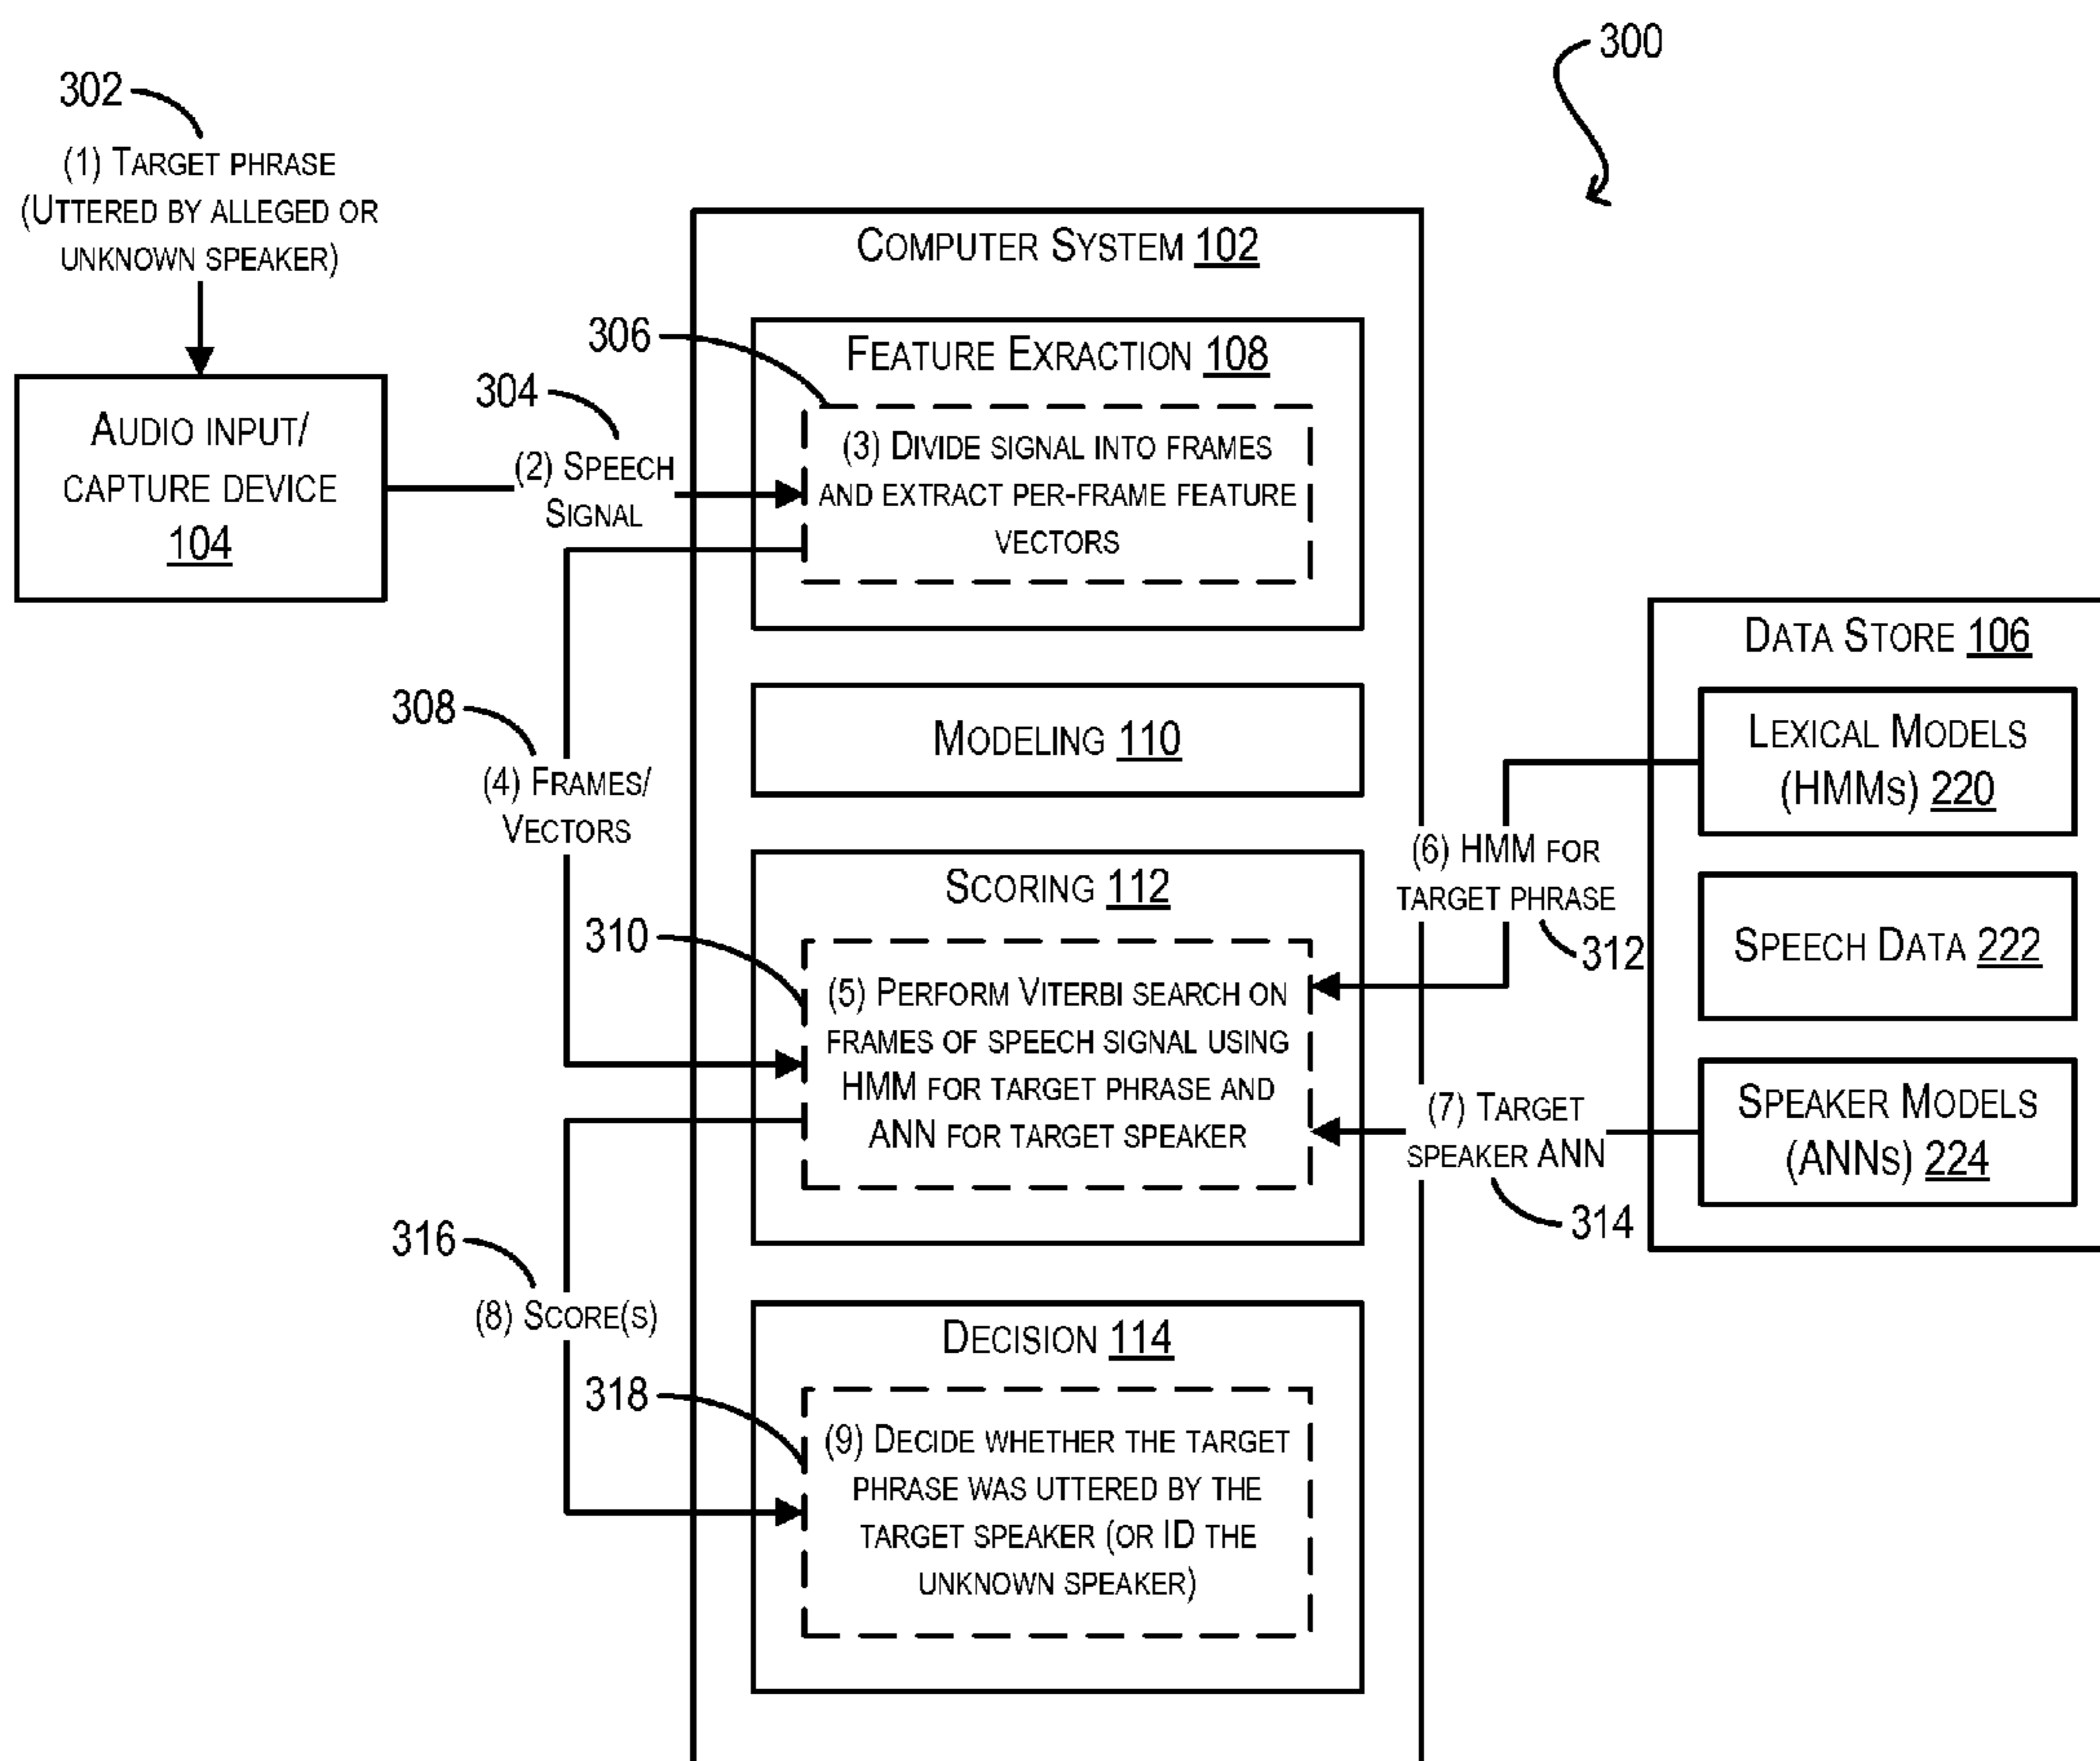 300
302
(1) TARGET PHRASE
(UTTERED BY ALLEGED OR
UNKNOWN SPEAKER)
AUDIO INPUT/
CAPTURE DEVICE
104
304
(2) SPEECH
SIGNAL
COMPUTER SYSTEM 102
306
FEATURE EXRACTION 108
(3) DIVIDE SIGNAL INTO FRAMES
AND EXTRACT PER-FRAME FEATURE
VECTORS
308
(4) FRAMES/
VECTORS
MODELING 110
SCORING 112
310
(5) PERFORM VITERBI SEARCH ON
FRAMES OF SPEECH SIGNAL USING
HMM FOR TARGET PHRASE AND
ANN FOR TARGET SPEAKER
(6) HMM FOR
TARGET PHRASE
312
(7) TARGET
SPEAKER ANN
314
DATA STORE 106
LEXICAL MODELS
(HMMS) 220
SPEECH DATA 222
SPEAKER MODELS
(ANNS) 224
316
(8) SCORE(S)
DECISION 114
318
(9) DECIDE WHETHER THE TARGET
PHRASE WAS UTTERED BY THE
TARGET SPEAKER (OR ID THE
UNKNOWN SPEAKER)